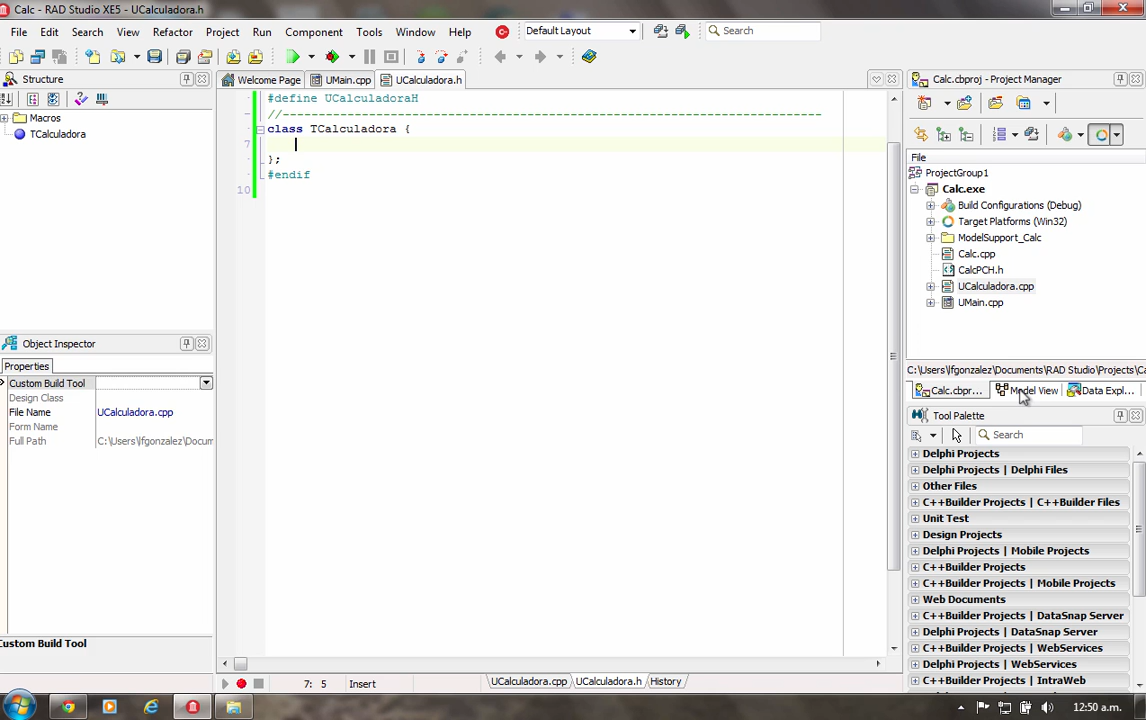 Calc - RAD Studio XE5 - UCalculadora.h
File Edit Search View Refactor Project Run Component Tools Window Help Default Layout Search
Structure
Macros
TCalculadora
Object Inspector
Properties
Custom Build Tool
Design Class
File Name UCalculadora.cpp
Form Name
Full Path C:\Users\lfgonzalez\Docum
Custom Build Tool
Welcome Page UMain.cpp UCalculadora.h
#define UCalculadoraH
//---------------------------------------------------------------------------
class TCalculadora {
7
};
#endif
10
7: 5 Insert UCalculadora.cpp UCalculadora.h History
Calc.cbproj - Project Manager
File
ProjectGroup1
Calc.exe
Build Configurations (Debug)
Target Platforms (Win32)
ModelSupport_Calc
Calc.cpp
CalcPCH.h
UCalculadora.cpp
UMain.cpp
C:\Users\lfgonzalez\Documents\RAD Studio\Projects\Ca
Calc.cbpr... Model View Data Expl...
Tool Palette
Search
Delphi Projects
Delphi Projects | Delphi Files
Other Files
C++Builder Projects | C++Builder Files
Unit Test
Design Projects
Delphi Projects | Mobile Projects
C++Builder Projects
C++Builder Projects | Mobile Projects
Web Documents
C++Builder Projects | DataSnap Server
Delphi Projects | DataSnap Server
C++Builder Projects | WebServices
Delphi Projects | WebServices
C++Builder Projects | IntraWeb
12:50 a.m.